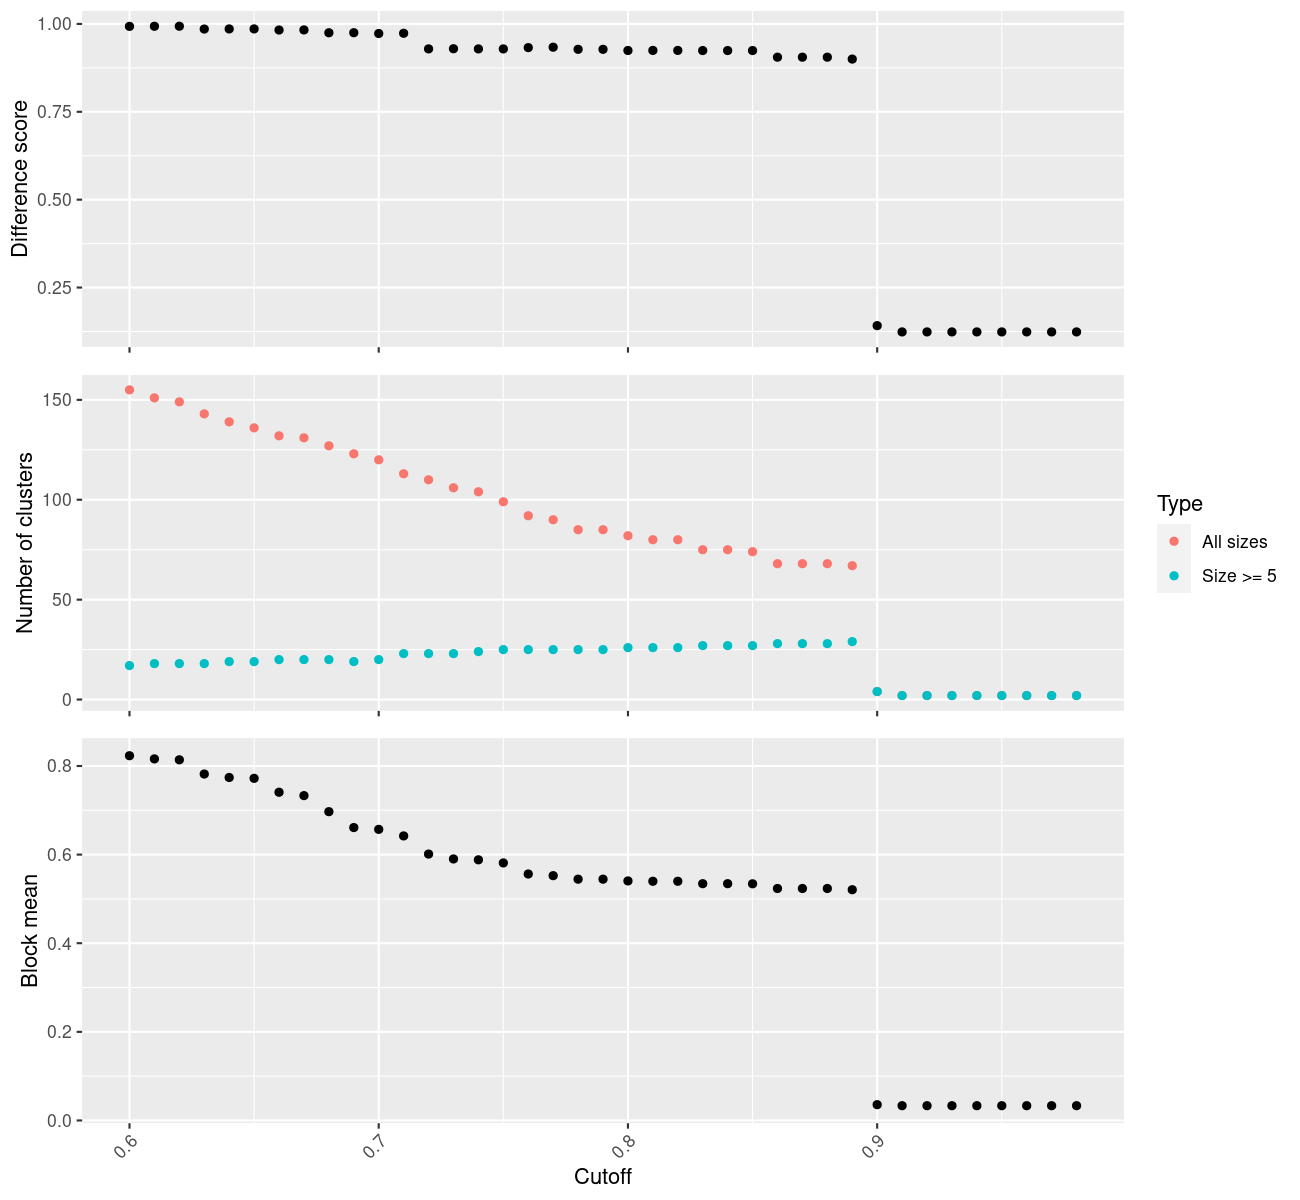 Difference score
1.00
0.75
0.50
0.25
Number of clusters
150
100
50
0
Type
All sizes
Size >= 5
Block mean
0.8
0.6
0.4
0.2
0.0
0.6 0.7 0.8 0.9
Cutoff